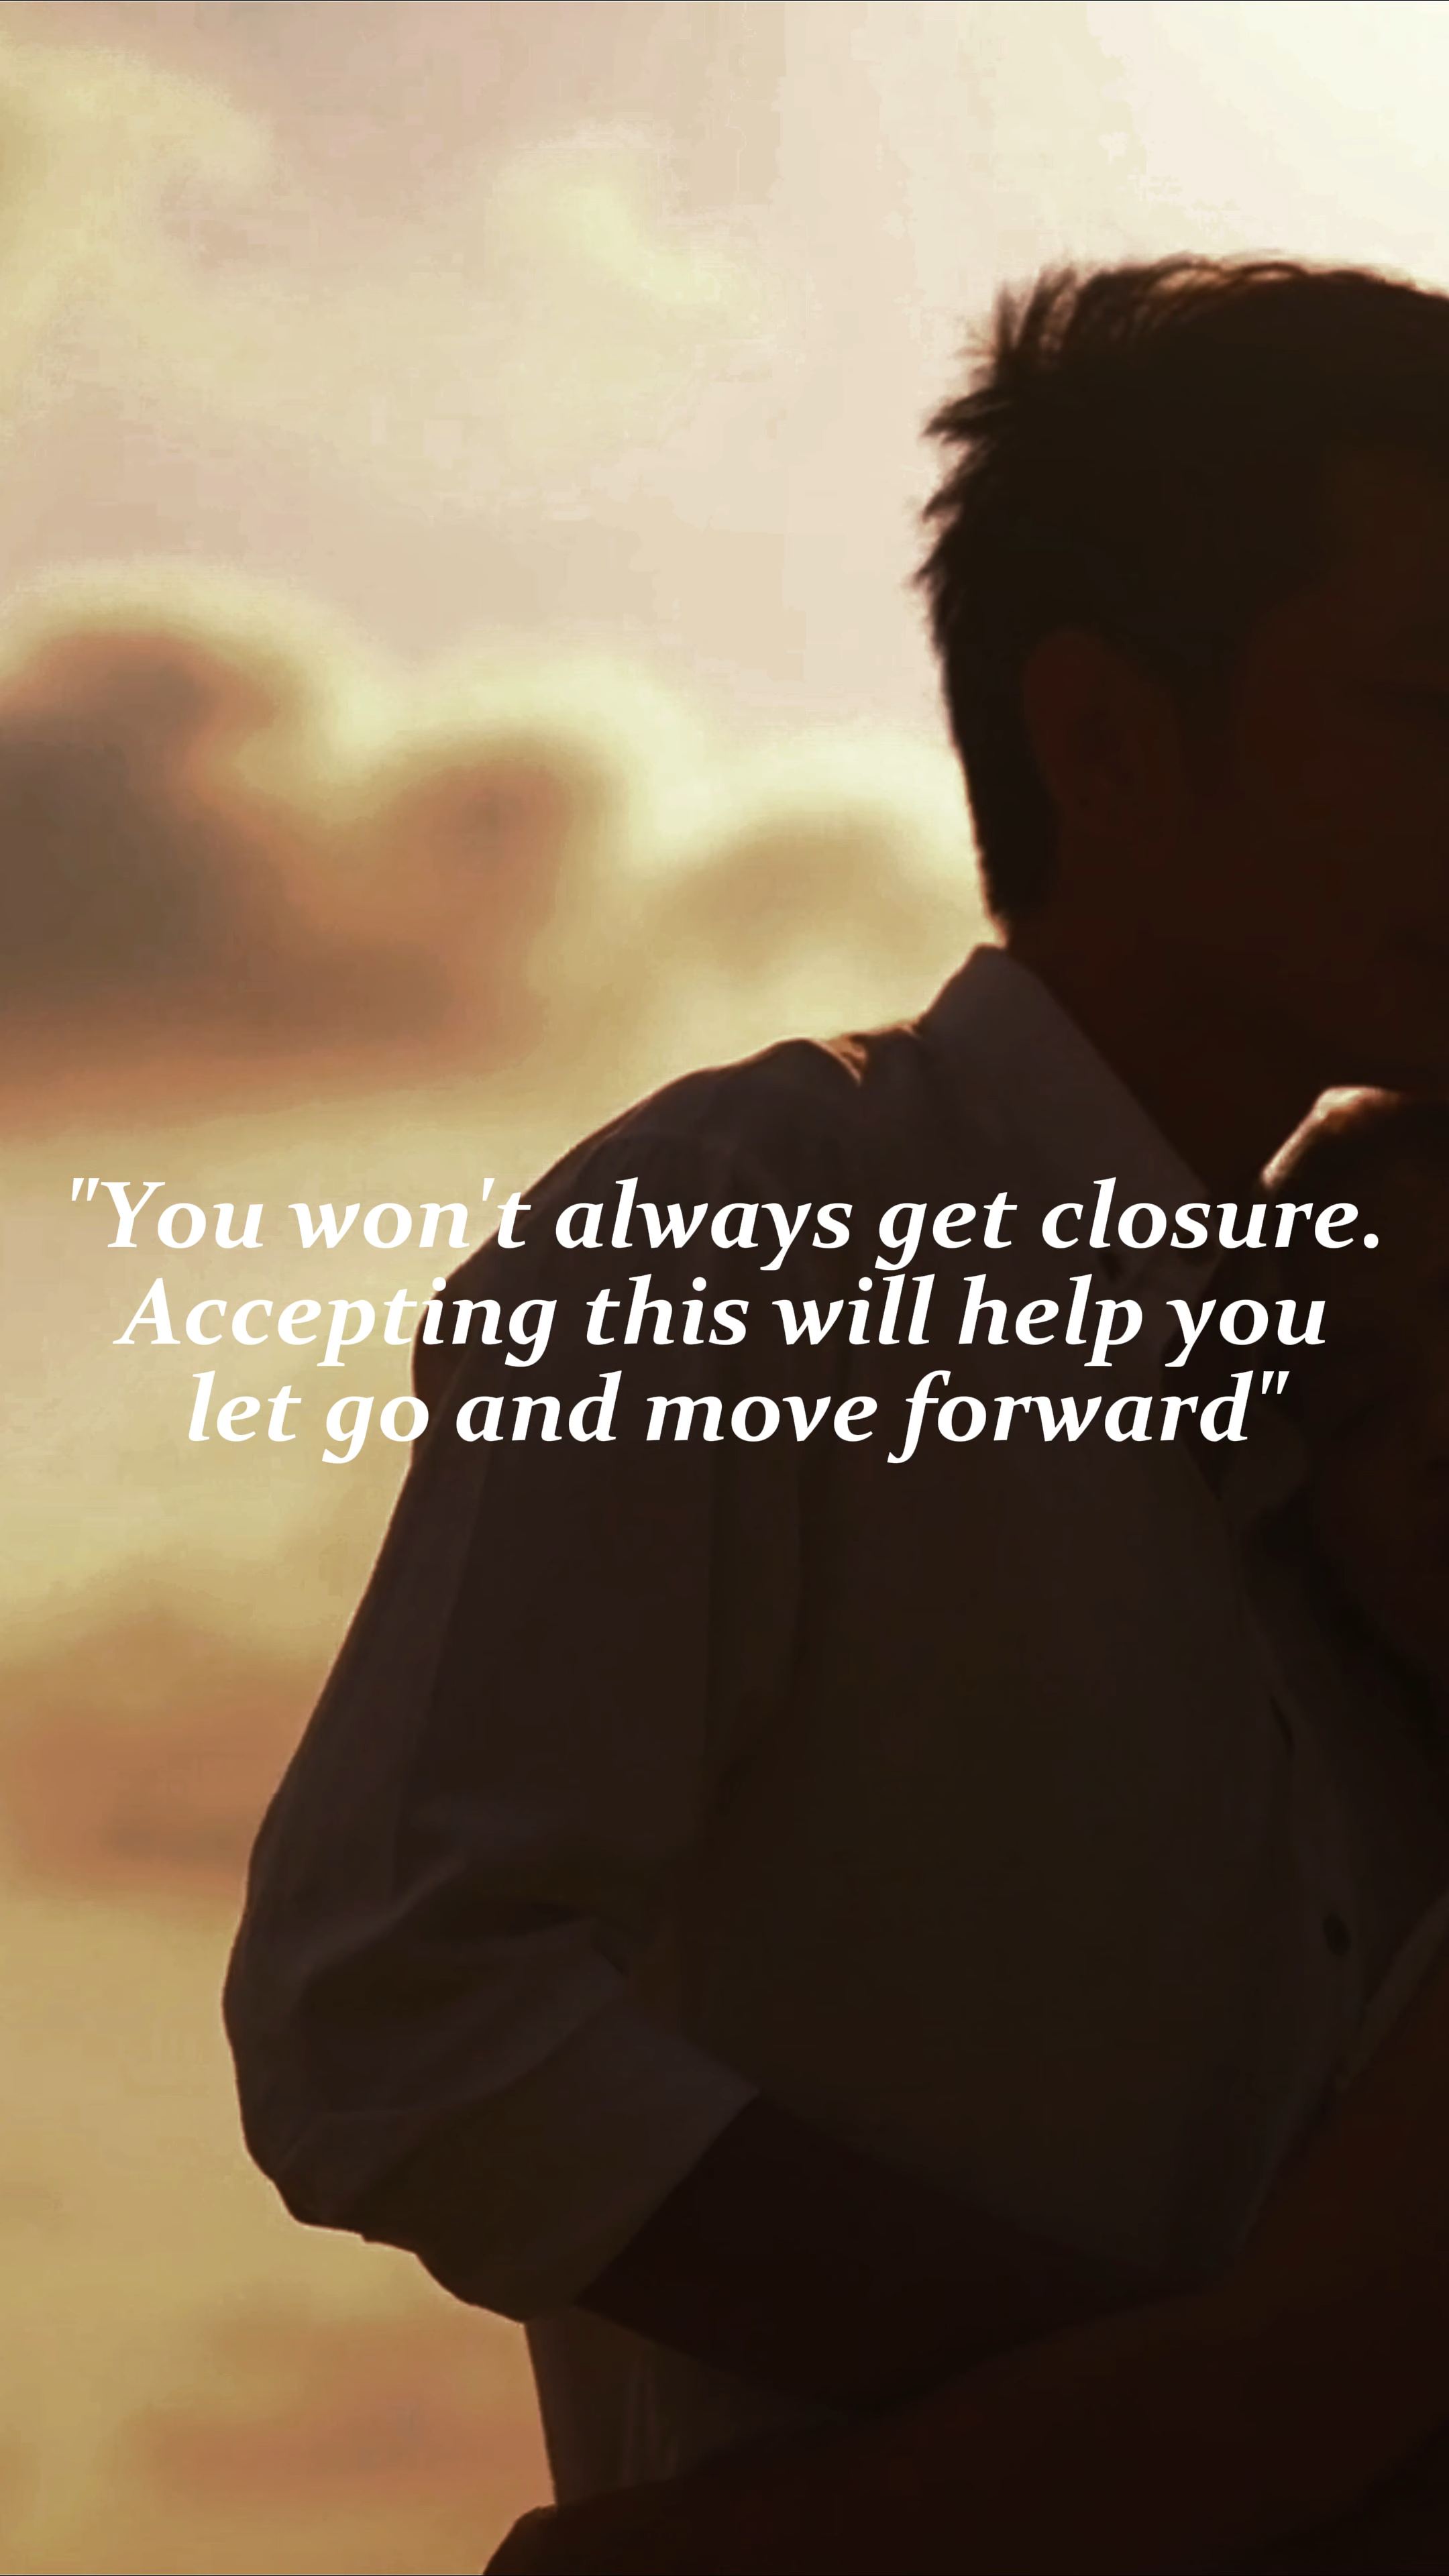 "You won't always get closure.
Accepting this will help you
let go and move forward"